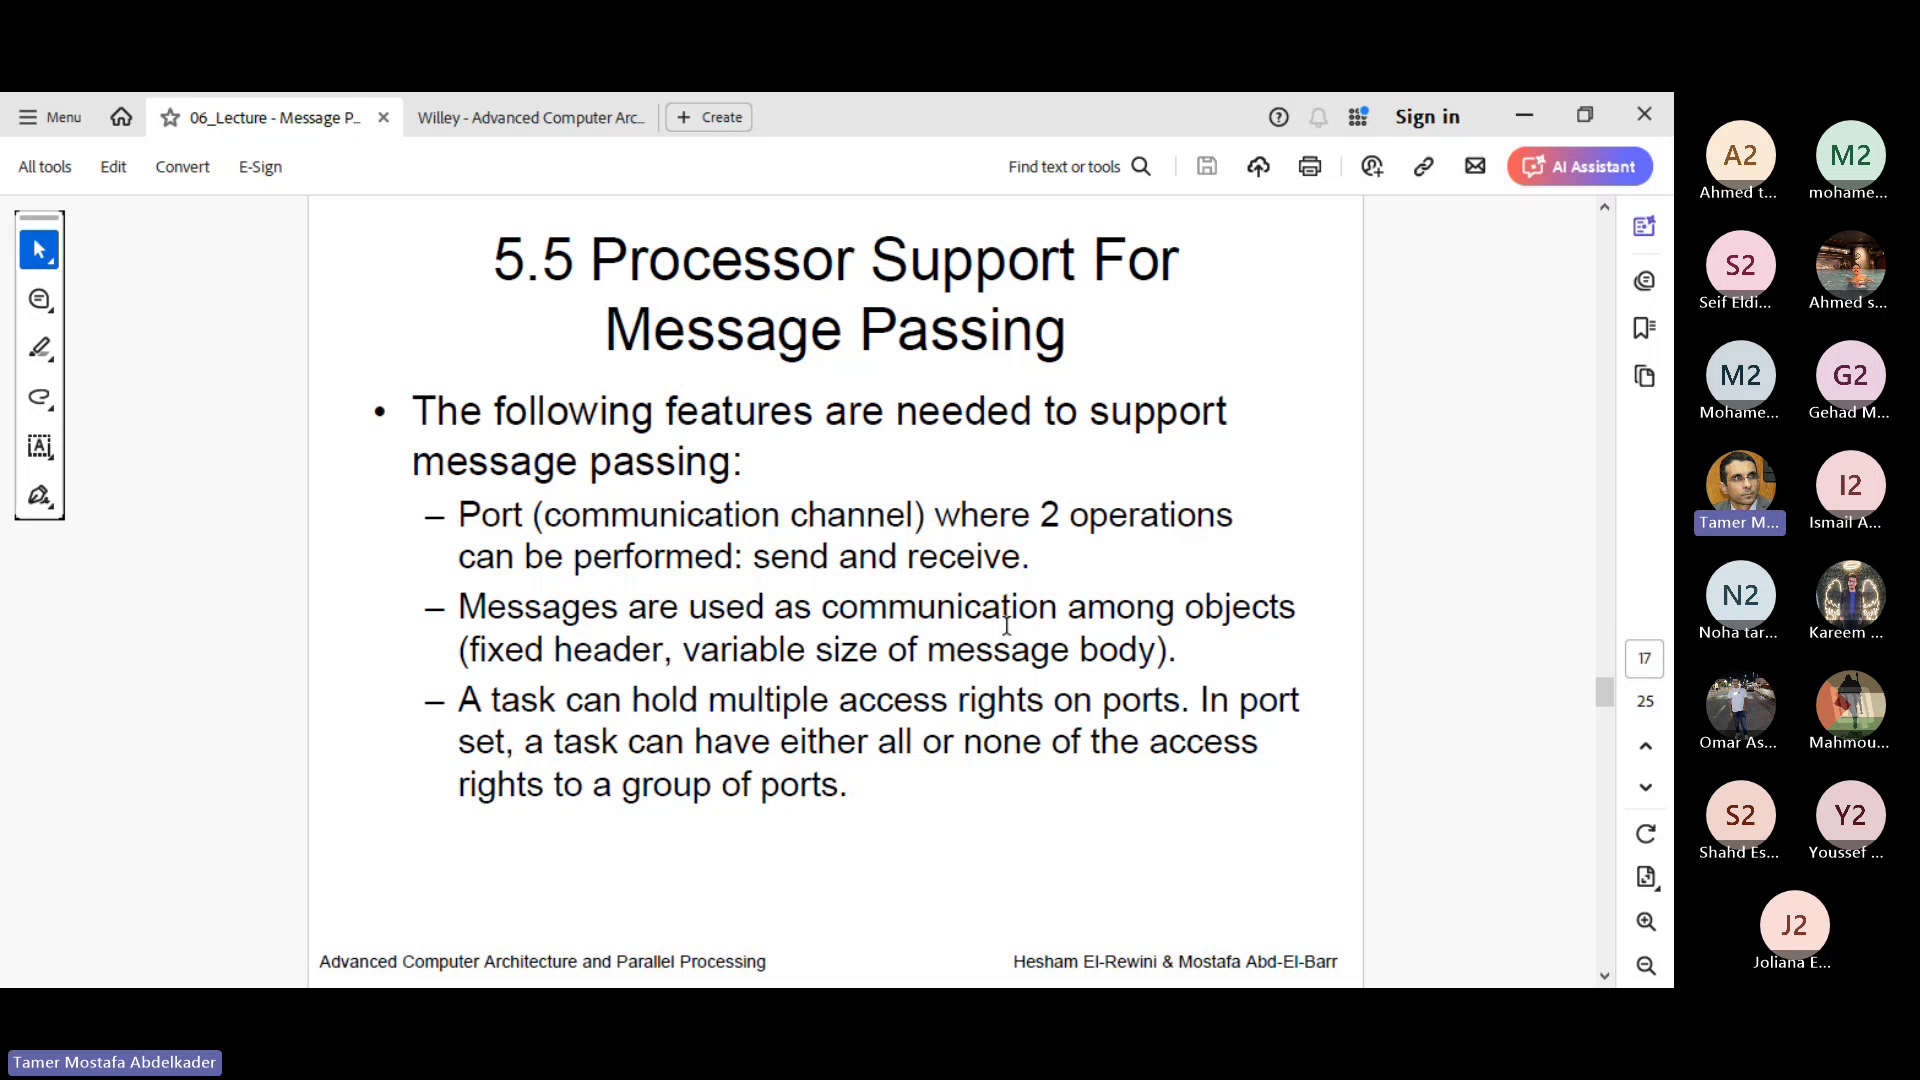 Menu
06_Lecture - Message P...
Willey - Advanced Computer Arc...
+ Create
Sign in
All tools
Edit
Convert
E-Sign
Find text or tools
AI Assistant
5.5 Processor Support For
Message Passing
• The following features are needed to support
message passing:
– Port (communication channel) where 2 operations
can be performed: send and receive.
– Messages are used as communication among objects
(fixed header, variable size of message body).
– A task can hold multiple access rights on ports. In port
set, a task can have either all or none of the access
rights to a group of ports.
Advanced Computer Architecture and Parallel Processing
Hesham El-Rewini & Mostafa Abd-El-Barr
17
25
A2
Ahmed t...
M2
mohame...
S2
Seif Eldi...
Ahmed s...
M2
Mohame...
G2
Gehad M...
Tamer M...
I2
Ismail A...
N2
Noha tar...
Kareem ...
Omar As...
Mahmou...
S2
Shahd Es...
Y2
Youssef ...
J2
Joliana E...
Tamer Mostafa Abdelkader